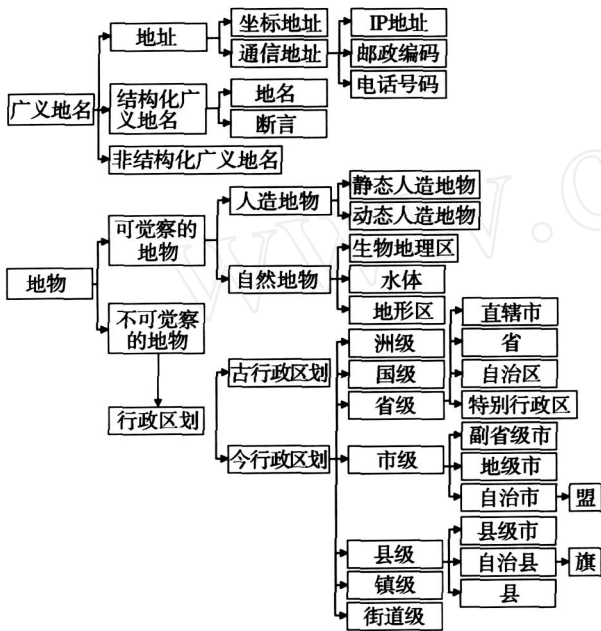 广义地名
地址
坐标地址
通信地址
IP地址
邮政编码
电话号码
结构化广
义地名
地名
断言
非结构化广义地名
地物
可觉察的
地物
人造地物
静态人造地物
动态人造地物
自然地物
生物地理区
水体
地形区
不可觉察
的地物
行政区划
古行政区划
今行政区划
洲级
国级
省级
直辖市
省
自治区
特别行政区
市级
副省级市
地级市
自治市
盟
县级
县级市
自治县
旗
县
镇级
街道级
www.c